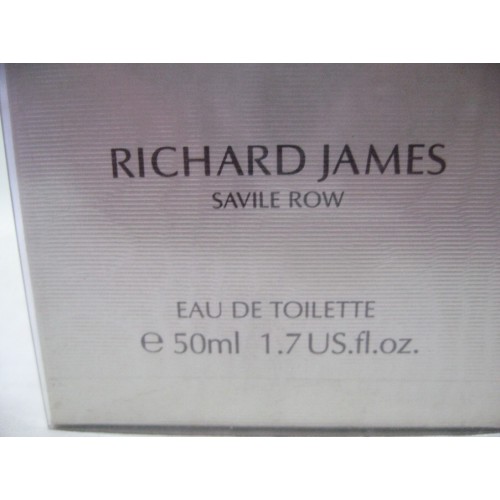 RICHARD JAMES
SAVILE ROW
EAU DE TOILETTE
℮ 50ml 1.7 US.fl.oz.